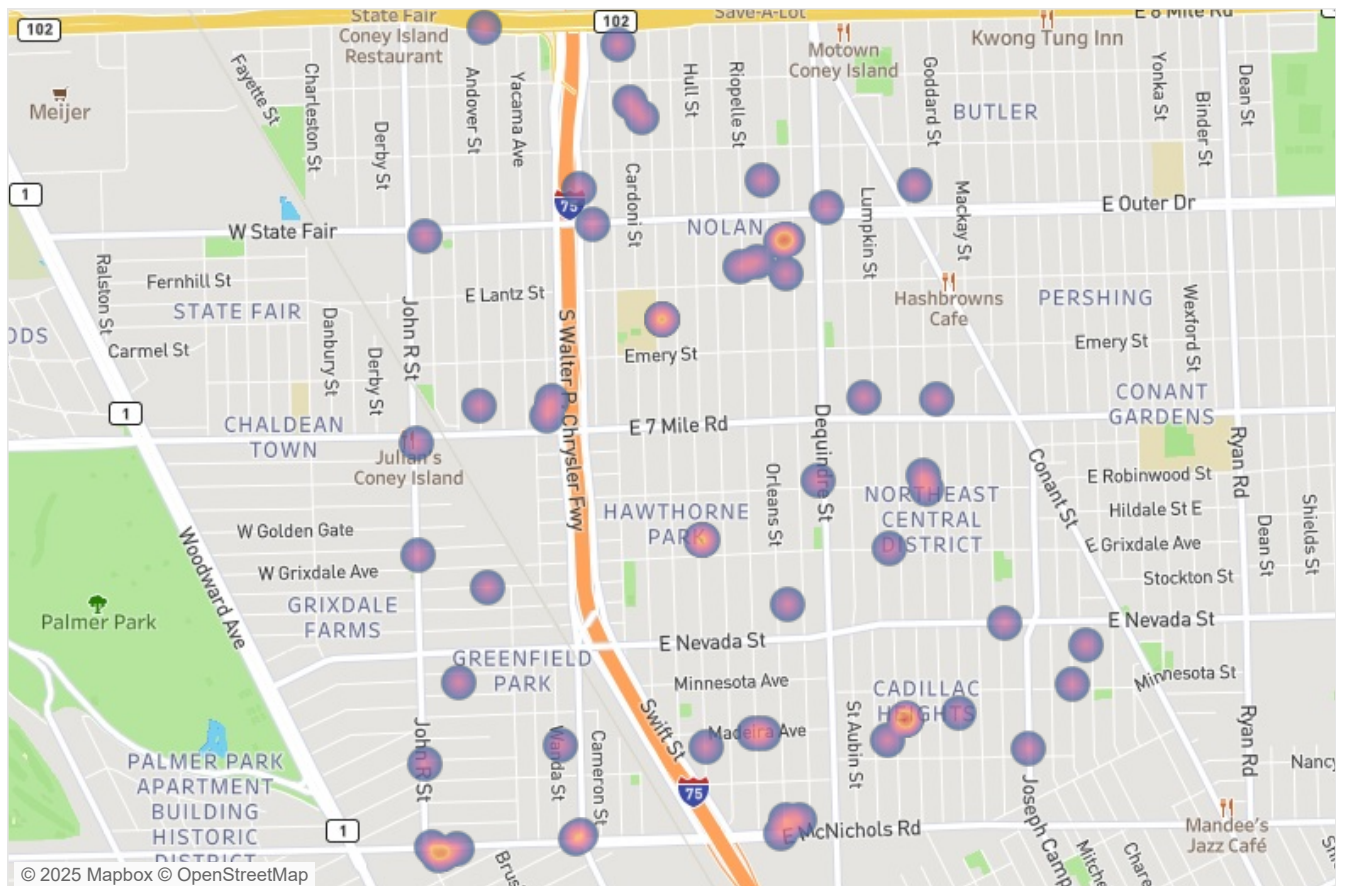 102
State Fair
Coney Island
Restaurant
102
Save-A-Lot
E 8 Mile Rd
Motown
Coney Island
Kwong Tung Inn
Meijer
Fayette St
Charleston St
Derby St
Andover St
Yacama Ave
Hull St
Riopelle St
Goddard St
BUTLER
Yonka St
Binder St
Dean St
1
75
Cardoni St
Lumpkin St
Mackay St
E Outer Dr
W State Fair
NOLAN
Ralston St
Fernhill St
STATE FAIR
E Lantz St
Hashbrowns
Cafe
PERSHING
Wexford St
ODS
Carmel St
Danbury St
Derby St
John R St
S Walter P. Chrysler Fwy
Emery St
Emery St
1
CHALDEAN
TOWN
E 7 Mile Rd
Dequindre St
CONANT
GARDENS
Julian's
Coney Island
Ryan Rd
Conant St
E Robinwood St
Orleans St
NORTHEAST
CENTRAL
DISTRICT
HAWTHORNE
PARK
Hildale St E
W Golden Gate
E Grixdale Ave
Dean St
Shields St
Woodward Ave
W Grixdale Ave
Stockton St
Palmer Park
GRIXDALE
FARMS
E Nevada St
E Nevada St
GREENFIELD
PARK
Minnesota Ave
Minnesota St
CADILLAC
HEIGHTS
Swift St
Madeira Ave
St Aubin St
Ryan Rd
John R St
Wanda St
Cameron St
PALMER PARK
APARTMENT
BUILDING
HISTORIC
DISTRICT
Nancy
75
1
E McNichols Rd
Joseph Camp
Mandee's
Jazz Café
Brus
Mitche
Chare
© 2025 Mapbox © OpenStreetMap